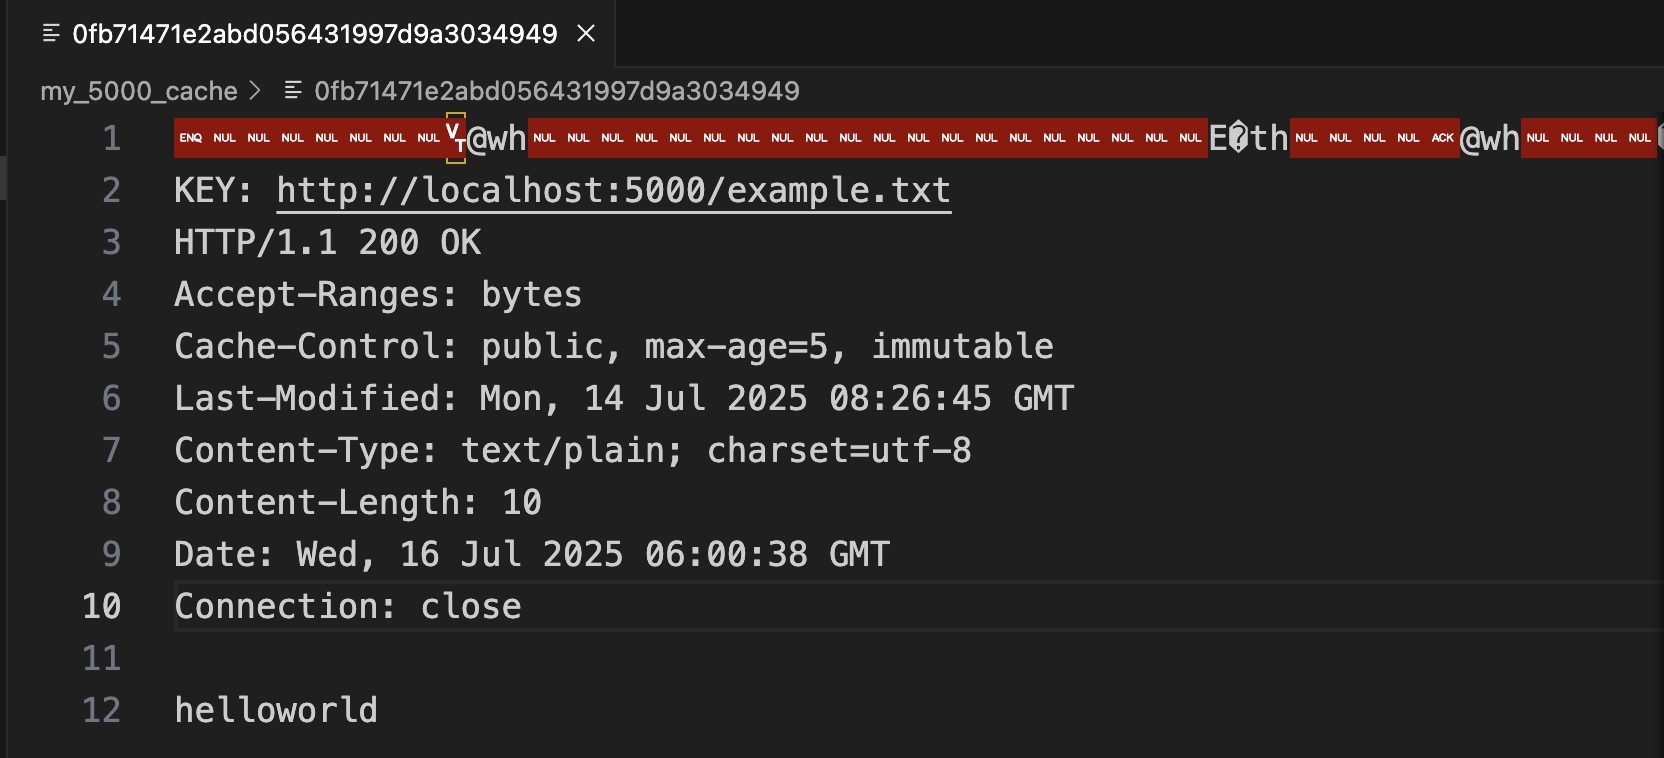 0fb71471e2abd056431997d9a3034949
my_5000_cache > 0fb71471e2abd056431997d9a3034949
1 ENQ NUL NUL NUL NUL NUL NUL NUL VT@wh NUL NUL NUL NUL NUL NUL NUL NUL NUL NUL NUL NUL NUL NUL NUL NUL NUL NUL NUL NUL E�th NUL NUL NUL NUL ACK @wh NUL NUL NUL NUL
2 KEY: http://localhost:5000/example.txt
3 HTTP/1.1 200 OK
4 Accept-Ranges: bytes
5 Cache-Control: public, max-age=5, immutable
6 Last-Modified: Mon, 14 Jul 2025 08:26:45 GMT
7 Content-Type: text/plain; charset=utf-8
8 Content-Length: 10
9 Date: Wed, 16 Jul 2025 06:00:38 GMT
10 Connection: close
11
12 helloworld